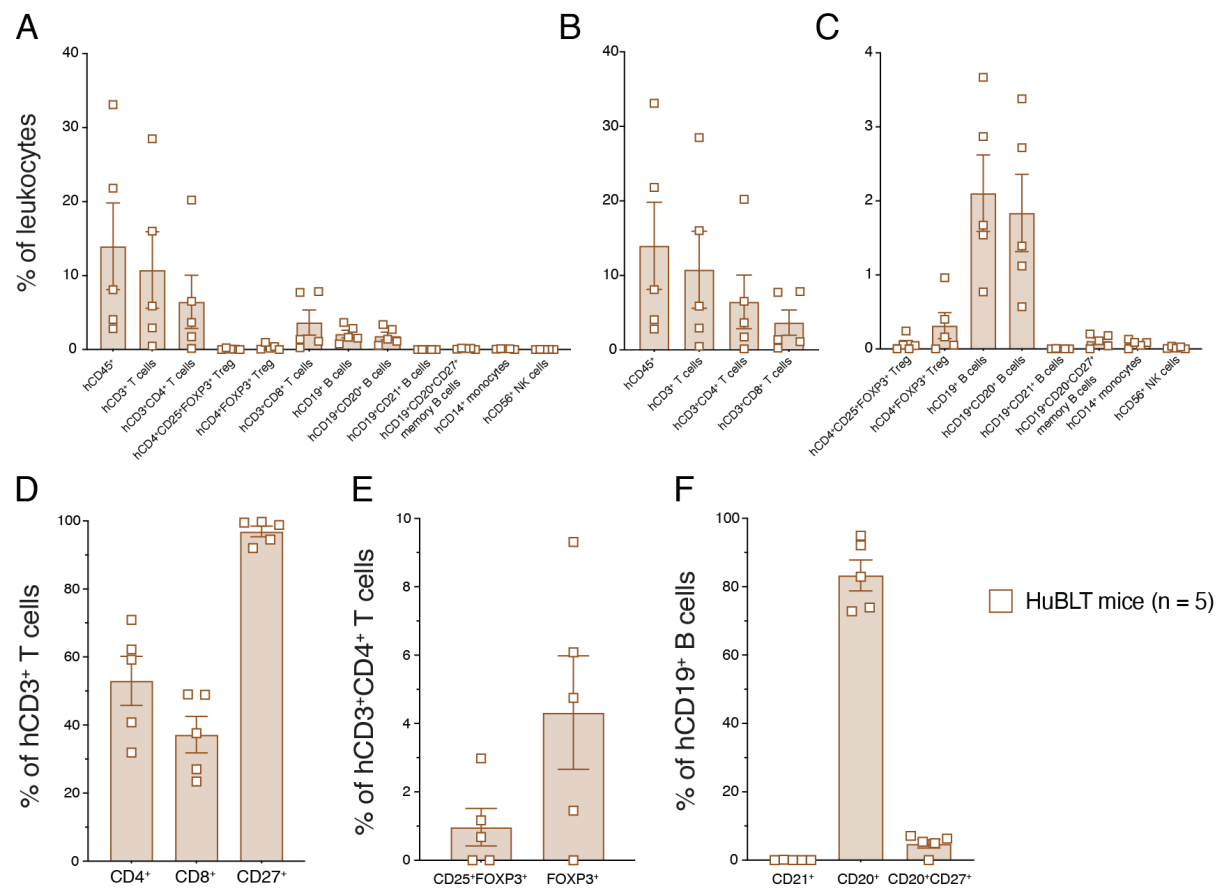 A
B
C
% of leukocytes
40
30
20
10
0
hCD45⁺
hCD3⁺ T cells
hCD3⁺CD4⁺ T cells
hCD4⁺CD25⁺FOXP3⁺ Treg
hCD4⁺FOXP3⁺ Treg
hCD3⁺CD8⁺ T cells
hCD19⁺ B cells
hCD19⁺CD20⁺ B cells
hCD19⁺CD21⁺ B cells
hCD19⁺CD20⁺CD27⁺
memory B cells
hCD14⁺ monocytes
hCD56⁺ NK cells
40
30
20
10
0
hCD45⁺
hCD3⁺ T cells
hCD3⁺CD4⁺ T cells
hCD3⁺CD8⁺ T cells
4
3
2
1
0
hCD4⁺CD25⁺FOXP3⁺ Treg
hCD4⁺FOXP3⁺ Treg
hCD19⁺ B cells
hCD19⁺CD20⁺ B cells
hCD19⁺CD21⁺ B cells
hCD19⁺CD20⁺CD27⁺
memory B cells
hCD14⁺ monocytes
hCD56⁺ NK cells
D
E
F
% of hCD3⁺ T cells
100
80
60
40
20
0
CD4⁺
CD8⁺
CD27⁺
% of hCD3⁺CD4⁺ T cells
10
8
6
4
2
0
CD25⁺FOXP3⁺
FOXP3⁺
% of hCD19⁺ B cells
100
80
60
40
20
0
CD21⁺
CD20⁺
CD20⁺CD27⁺
HuBLT mice (n = 5)